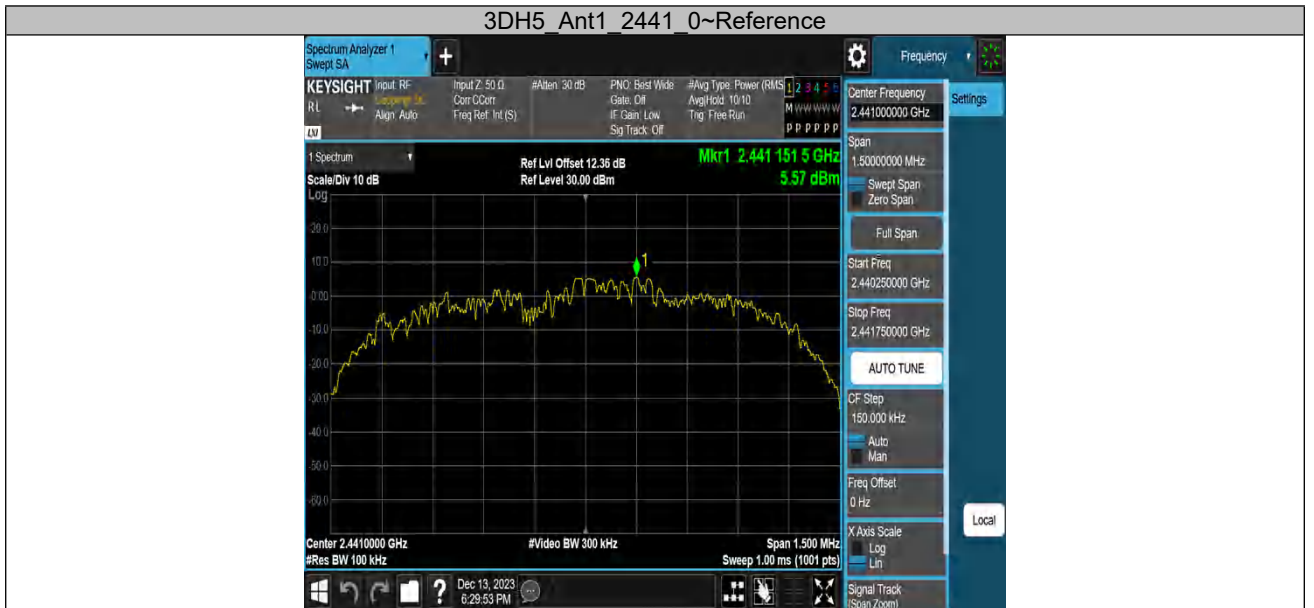 3DH5_Ant1_2441_0~Reference
Spectrum Analyzer 1
Swept SA
+
Frequency
KEYSIGHT
Input: RF
Input Z: 50 Ω
#Atten: 30 dB
PNO: Best Wide
#Avg Type: Power (RMS
1 2 3 4 5 6
RL
Coupling: DC
Corr CCorr
Gate: Off
Avg|Hold: 10/10
M W W W W W
Align: Auto
Freq Ref: Int (S)
IF Gain: Low
Trig: Free Run
LXI
Sig Track: Off
P P P P P P
Center Frequency
2.441000000 GHz
Settings
1 Spectrum
Ref Lvl Offset 12.36 dB
Mkr1 2.441 151 5 GHz
Scale/Div 10 dB
Ref Level 30.00 dBm
5.57 dBm
Log
20.0
10.0
1
0.00
-10.0
-20.0
-30.0
-40.0
-50.0
-60.0
Center 2.4410000 GHz
#Video BW 300 kHz
Span 1.500 MHz
#Res BW 100 kHz
Sweep 1.00 ms (1001 pts)
Span
1.50000000 MHz
Swept Span
Zero Span
Full Span
Start Freq
2.440250000 GHz
Stop Freq
2.441750000 GHz
AUTO TUNE
CF Step
150.000 kHz
Auto
Man
Freq Offset
0 Hz
X Axis Scale
Log
Lin
Signal Track
(Span Zoom)
Local
?
Dec 13, 2023
6:29:53 PM